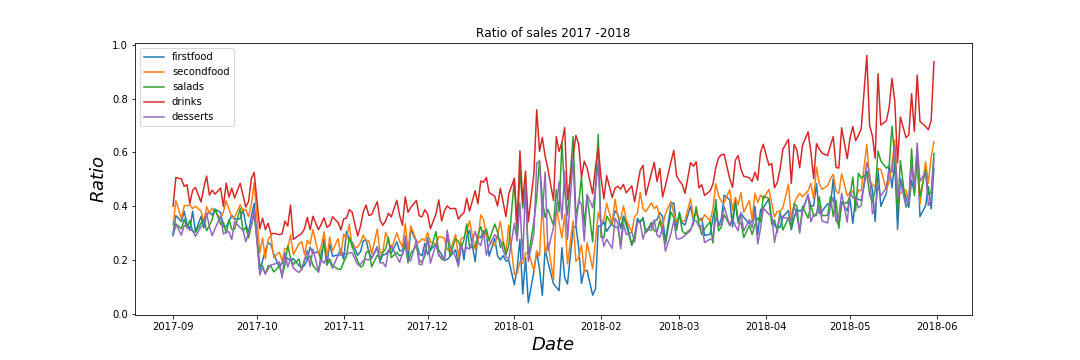 Ratio of sales 2017 -2018
1.0
0.8
0.6
0.4
0.2
0.0
Ratio
firstfood
secondfood
salads
drinks
desserts
2017-09 2017-10 2017-11 2017-12 2018-01 2018-02 2018-03 2018-04 2018-05 2018-06
Date